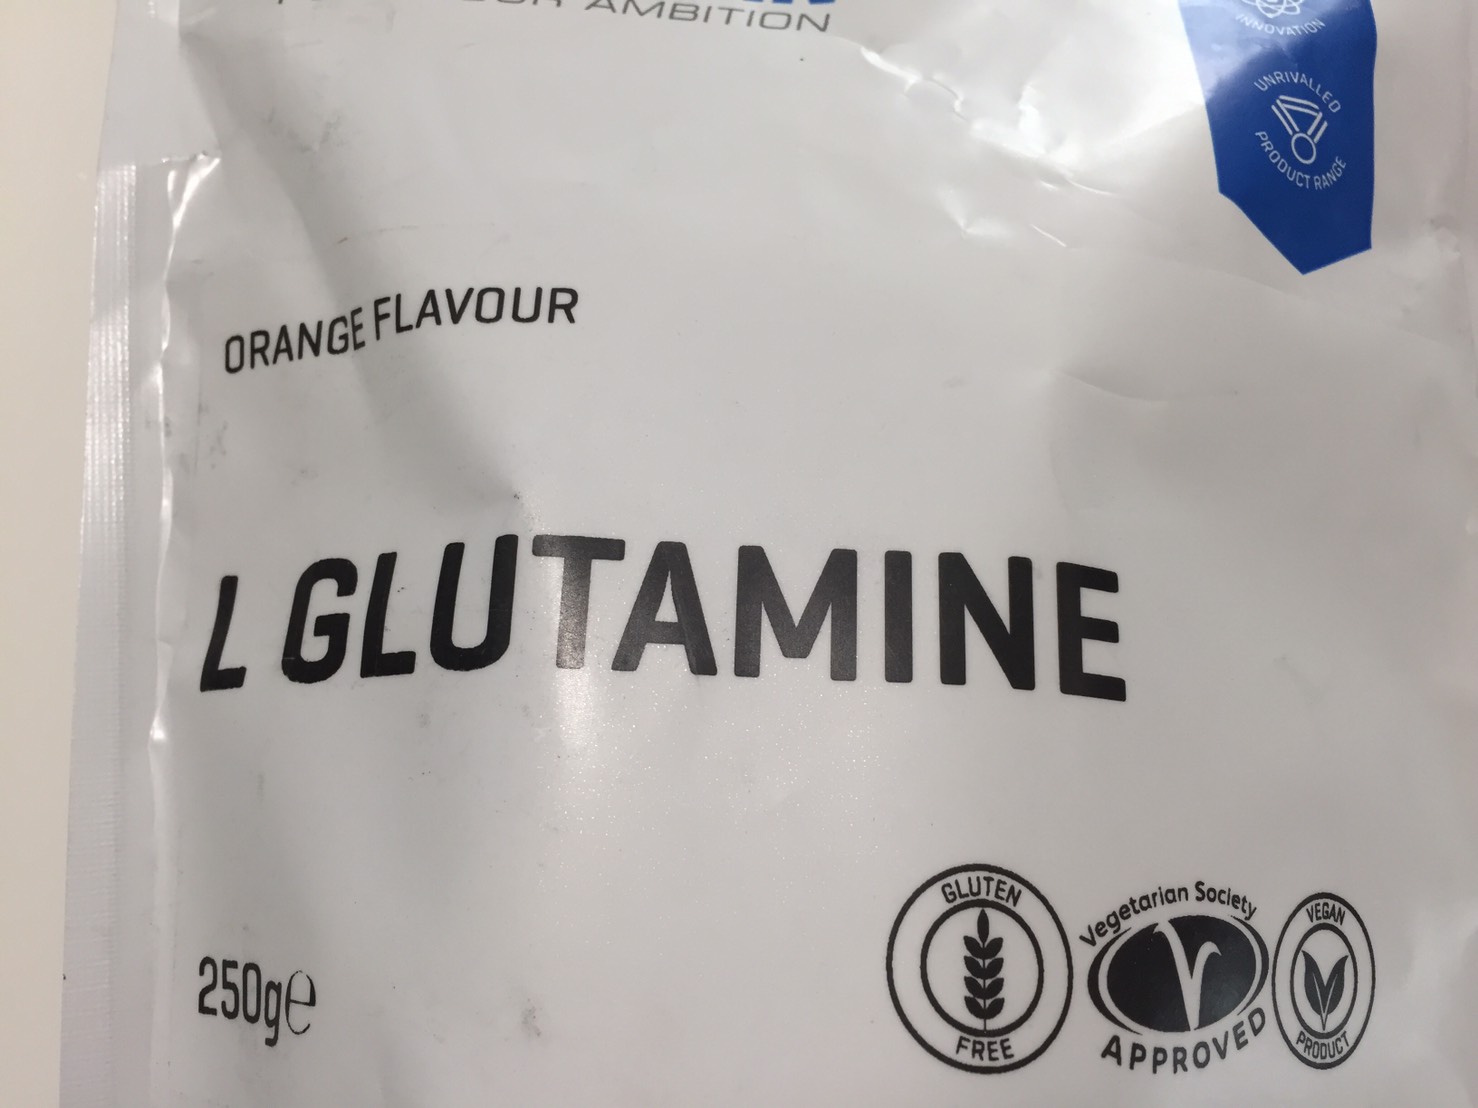 AMBITION
INNOVATION
UNRIVALLED
PRODUCT RANGE
ORANGE FLAVOUR
L GLUTAMINE
250g℮
GLUTEN
FREE
Vegetarian Society
APPROVED
VEGAN
PRODUCT